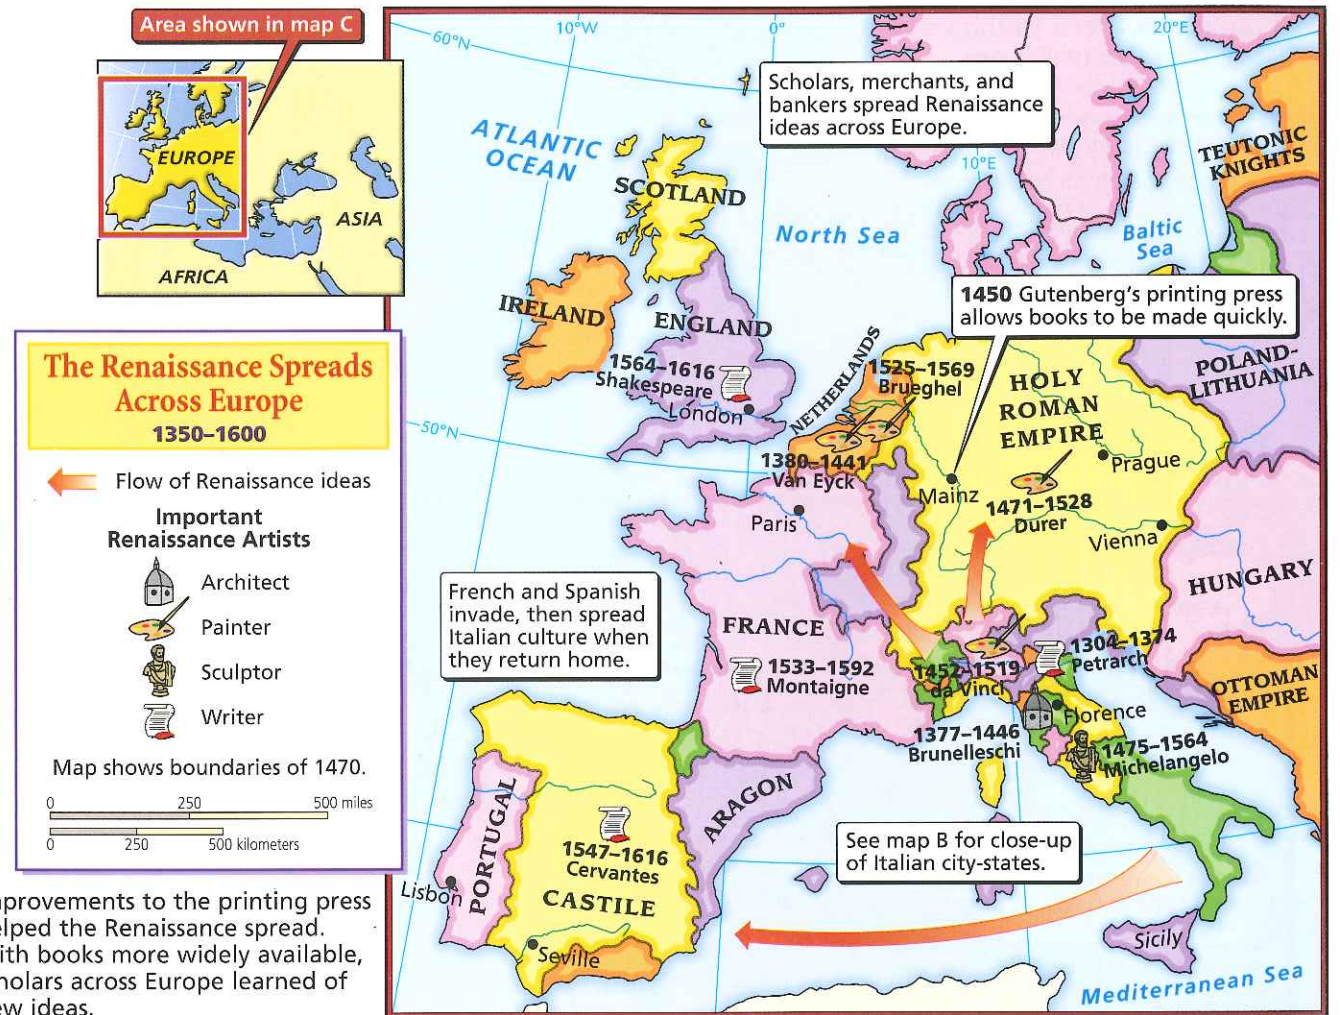 Area shown in map C
EUROPE
ASIA
AFRICA
The Renaissance Spreads
Across Europe
1350–1600
Flow of Renaissance ideas
Important
Renaissance Artists
Architect
Painter
Sculptor
Writer
Map shows boundaries of 1470.
0 250 500 miles
0 250 500 kilometers
mprovements to the printing press
elped the Renaissance spread.
ith books more widely available,
cholars across Europe learned of
ew ideas.
60°N
10°W
0°
20°E
Scholars, merchants, and
bankers spread Renaissance
ideas across Europe.
10°E
ATLANTIC
OCEAN
TEUTONIC
KNIGHTS
SCOTLAND
North Sea
Baltic
Sea
1450 Gutenberg's printing press
allows books to be made quickly.
IRELAND
ENGLAND
1564–1616
Shakespeare
London
NETHERLANDS
1525–1569
Brueghel
HOLY
ROMAN
EMPIRE
POLAND-
LITHUANIA
50°N
1380–1441
Van Eyck
Prague
Mainz
1471–1528
Durer
Paris
Vienna
HUNGARY
French and Spanish
invade, then spread
Italian culture when
they return home.
FRANCE
1533–1592
Montaigne
1452–1519
da Vinci
1304–1374
Petrarch
OTTOMAN
EMPIRE
Florence
1377–1446
Brunelleschi
1475–1564
Michelangelo
PORTUGAL
ARAGON
1547–1616
Cervantes
CASTILE
See map B for close-up
of Italian city-states.
Lisbon
Seville
Sicily
Mediterranean Sea